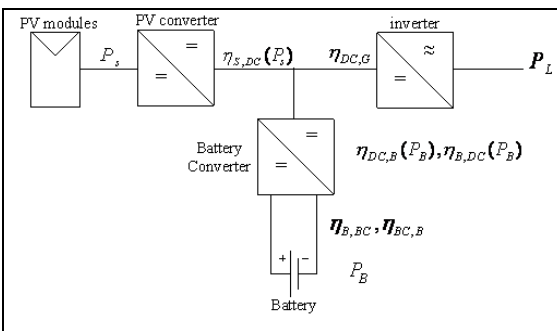 PV modules
PV converter
inverter
P_s
=
=
η_{S,DC}(P_s)
η_{DC,G}
≈
=
P_L
Battery
Converter
=
=
η_{DC,B}(P_B), η_{B,DC}(P_B)
η_{B,BC}, η_{BC,B}
+
−
P_B
Battery